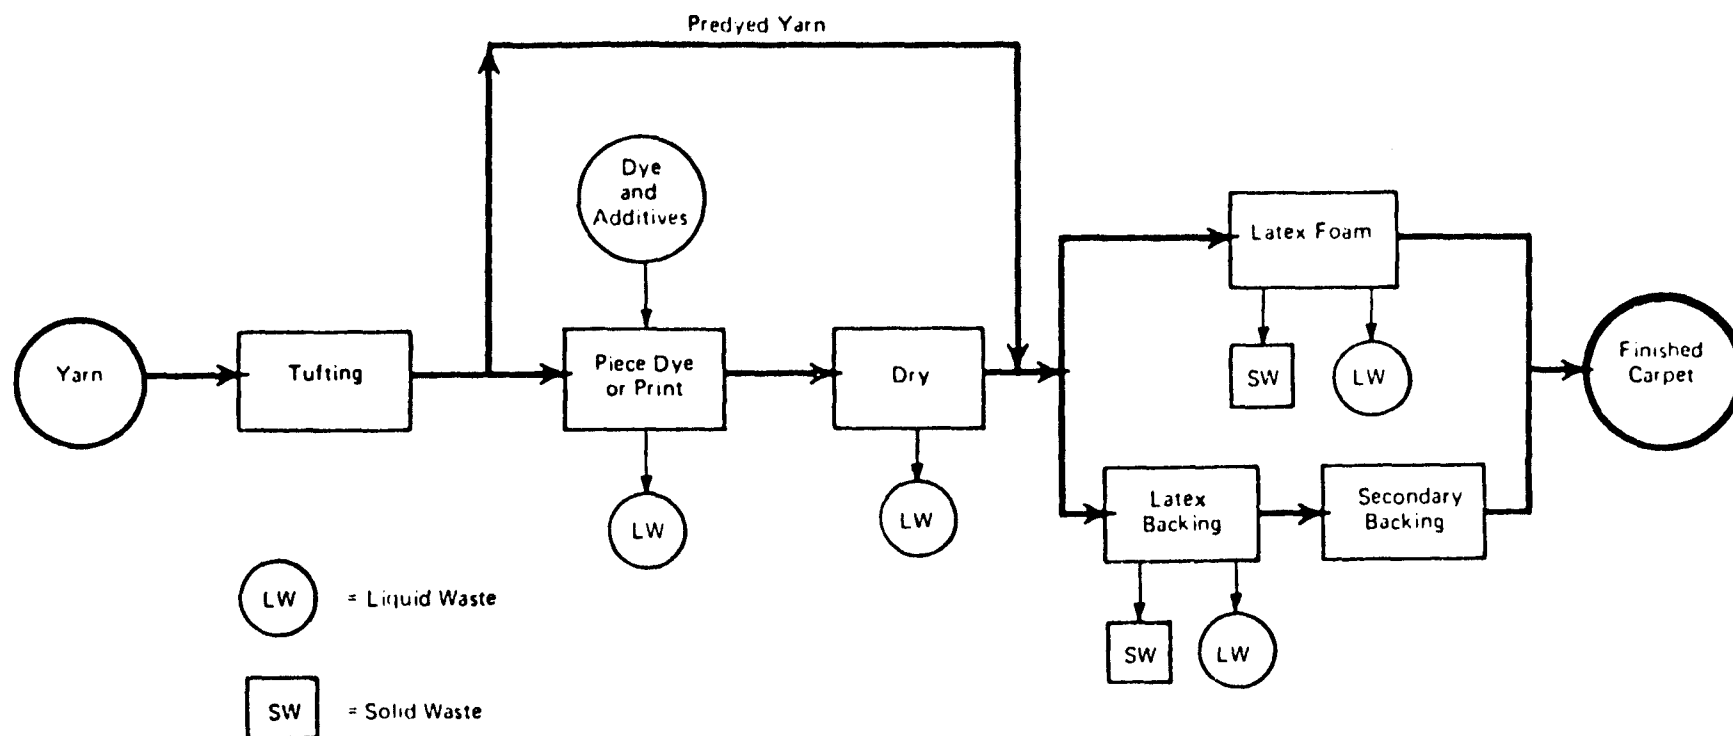 Predyed Yarn
Dye
and
Additives
Yarn
Tufting
Piece Dye
or Print
Dry
LW
LW
Latex Foam
SW
LW
Latex
Backing
Secondary
Backing
SW
LW
Finished
Carpet
LW = Liquid Waste
SW = Solid Waste